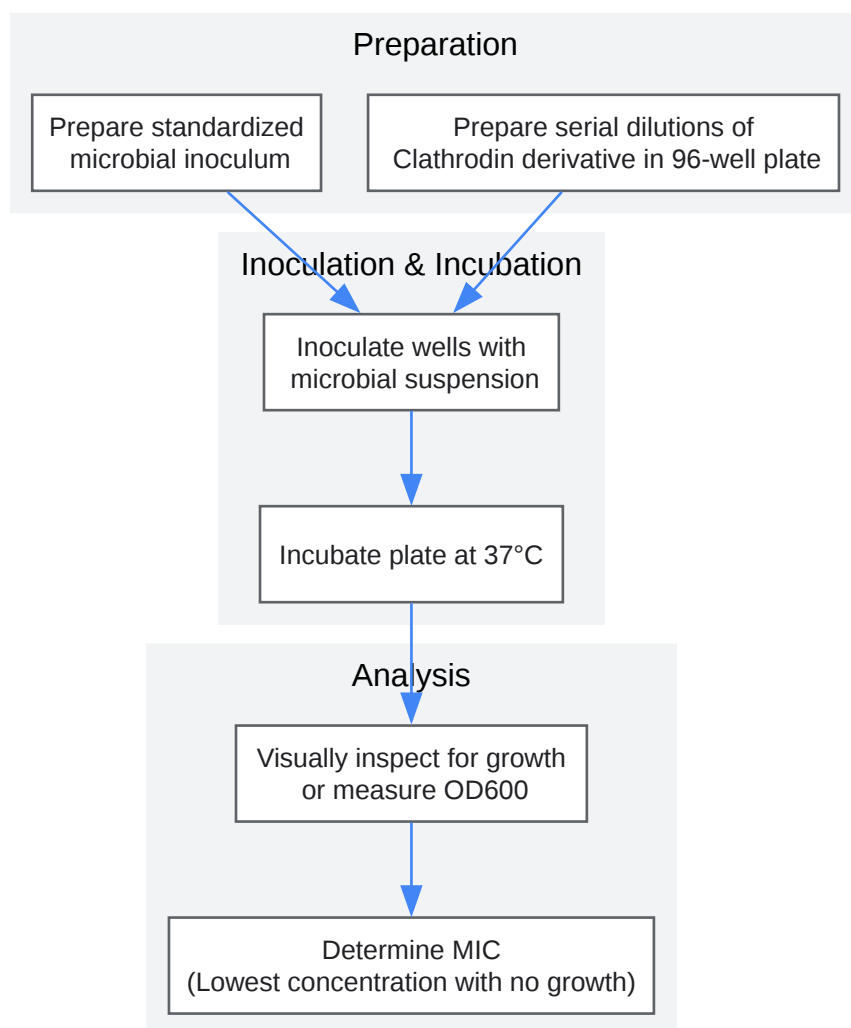 Preparation
Prepare standardized
microbial inoculum
Prepare serial dilutions of
Clathrodin derivative in 96-well plate
Inoculation & Incubation
Inoculate wells with
microbial suspension
Incubate plate at 37°C
Analysis
Visually inspect for growth
or measure OD600
Determine MIC
(Lowest concentration with no growth)